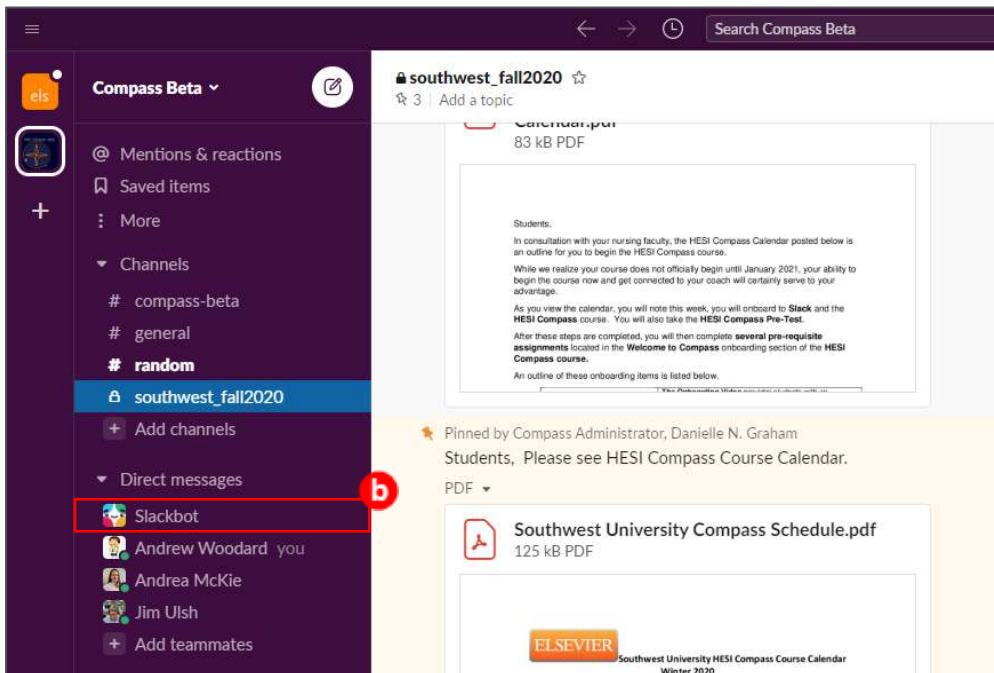 Search Compass Beta
els
Compass Beta
Mentions & reactions
Saved items
More
Channels
# compass-beta
# general
# random
southwest_fall2020
+ Add channels
Direct messages
b
Slackbot
Andrew Woodard you
Andrea McKie
Jim Ulsh
+ Add teammates
southwest_fall2020
3 | Add a topic
Calendar.pdf
83 kB PDF
Students,
In consultation with your nursing faculty, the HESI Compass Calendar posted below is
an outline for you to begin the HESI Compass course.
While we realize your course does not officially begin until January 2021, your ability to
begin the course now and get connected to your coach will certainly serve to your
advantage.
As you view the calendar, you will note this week, you will onboard to Slack and the
HESI Compass course. You will also take the HESI Compass Pre-Test.
After these steps are completed, you will then complete several pre-requisite
assignments located in the Welcome to Compass onboarding section of the HESI
Compass course.
An outline of these onboarding items is listed below.
The Onboarding Video provides students with an
Pinned by Compass Administrator, Danielle N. Graham
Students, Please see HESI Compass Course Calendar.
PDF
Southwest University Compass Schedule.pdf
125 kB PDF
ELSEVIER
Southwest University HESI Compass Course Calendar
Winter 2020